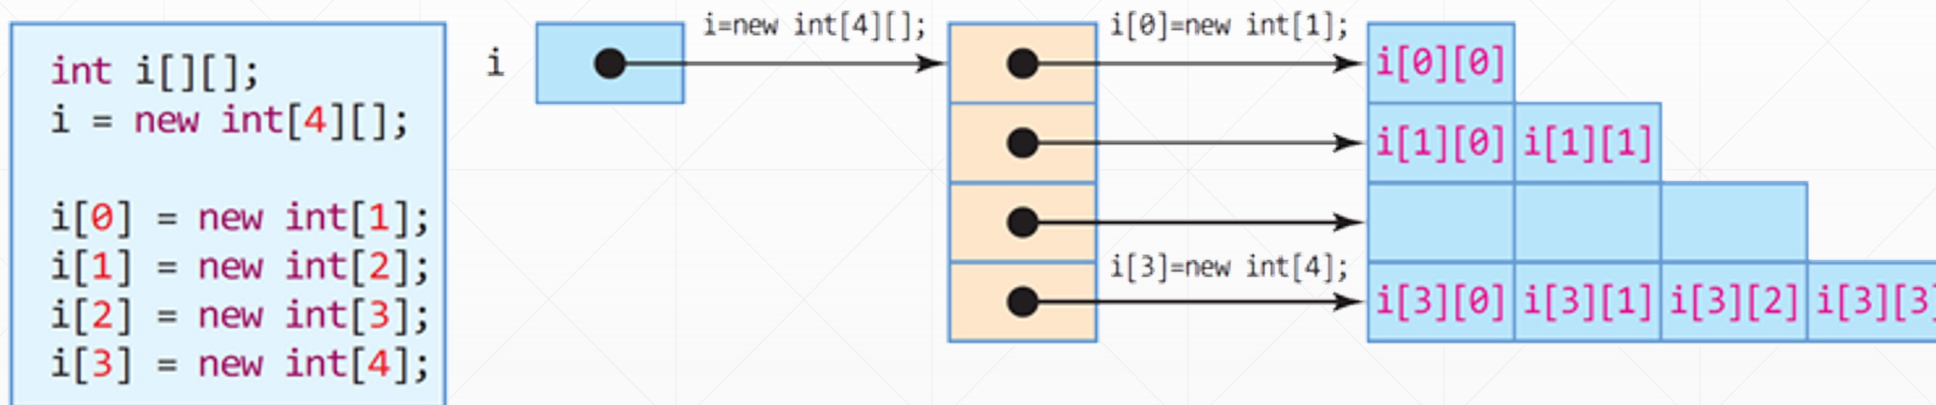 int i[][];
i = new int[4][];
i[0] = new int[1];
i[1] = new int[2];
i[2] = new int[3];
i[3] = new int[4];
i
i=new int[4][];
i[0]=new int[1];
i[3]=new int[4];
i[0][0]
i[1][0] i[1][1]
i[3][0] i[3][1] i[3][2] i[3][3]